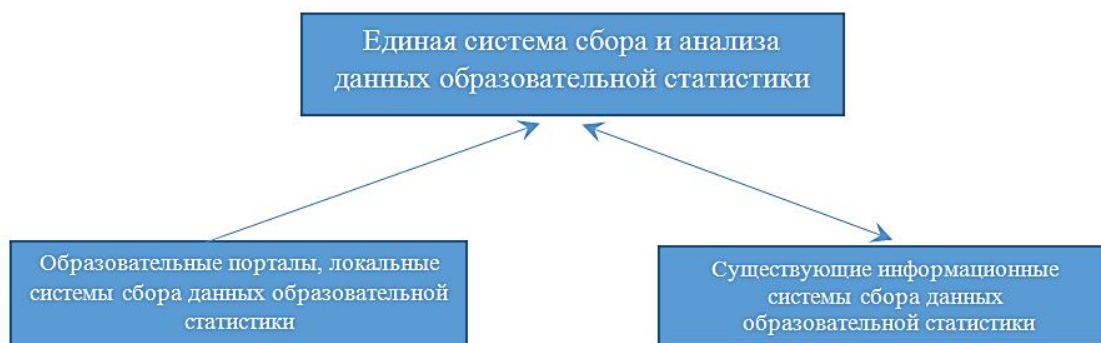 Единая система сбора и анализа
данных образовательной статистики
Образовательные порталы, локальные
системы сбора данных образовательной
статистики
Существующие информационные
системы сбора данных
образовательной статистики